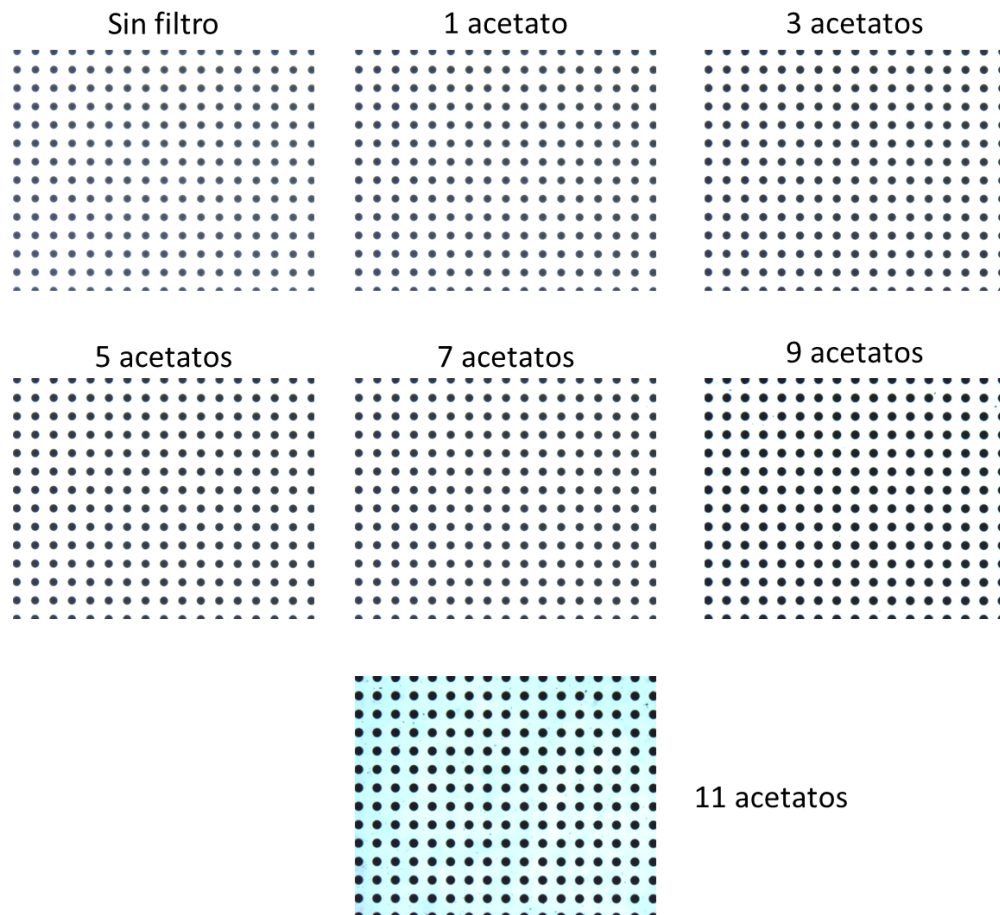 Sin filtro
1 acetato
3 acetatos
5 acetatos
7 acetatos
9 acetatos
11 acetatos